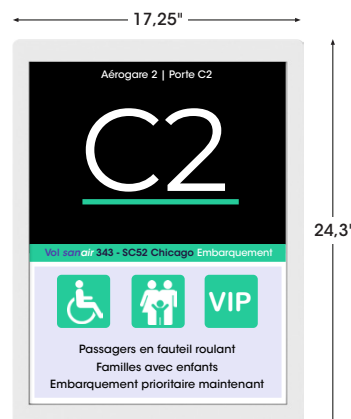 17,25"
Aérogare 2 | Porte C2
C2
24,3"
Vol sanair 343 - SC52 Chicago Embarquement
VIP
Passagers en fauteil roulant
Familles avec enfants
Embarquement prioritaire maintenant